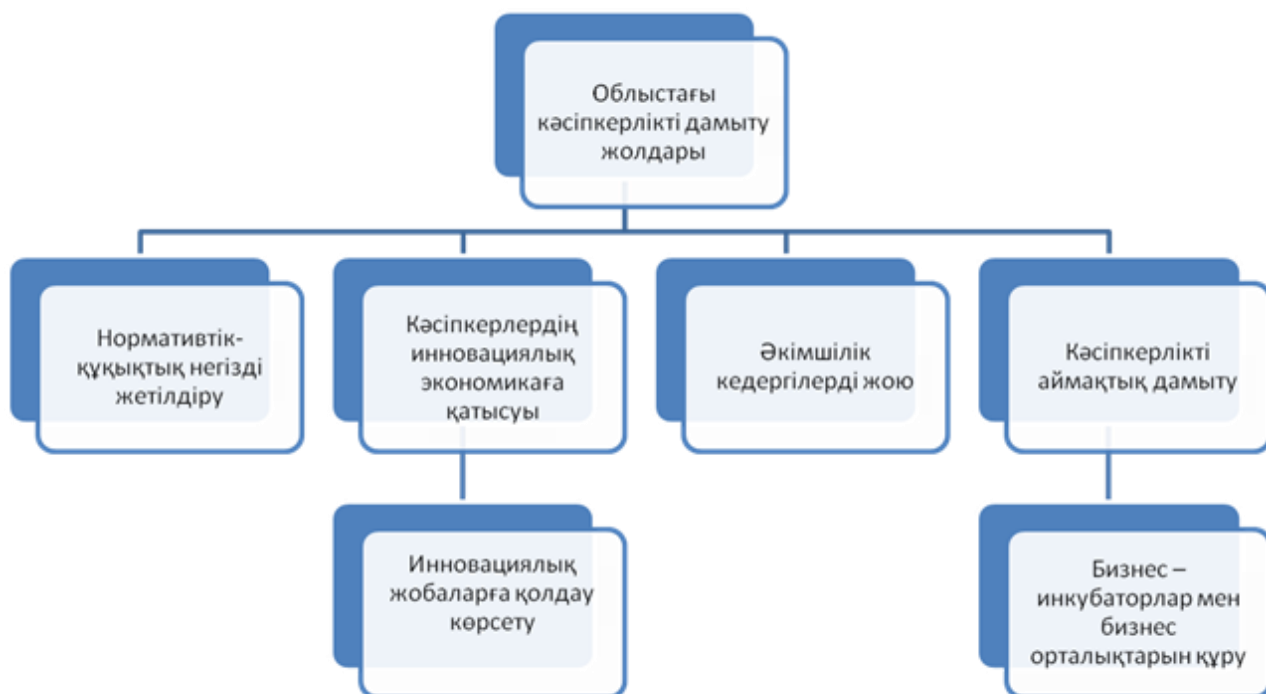 Облыстағы
кәсіпкерлікті дамыту
жолдары
Нормативтік-
құқықтық негізді
жетілдіру
Кәсіпкерлердің
инновациялық
экономикаға
қатысуы
Әкімшілік
кедергілерді жою
Кәсіпкерлікті
аймақтық дамыту
Инновациялық
жобаларға қолдау
көрсету
Бизнес –
инкубаторлар мен
бизнес
орталықтарын құру